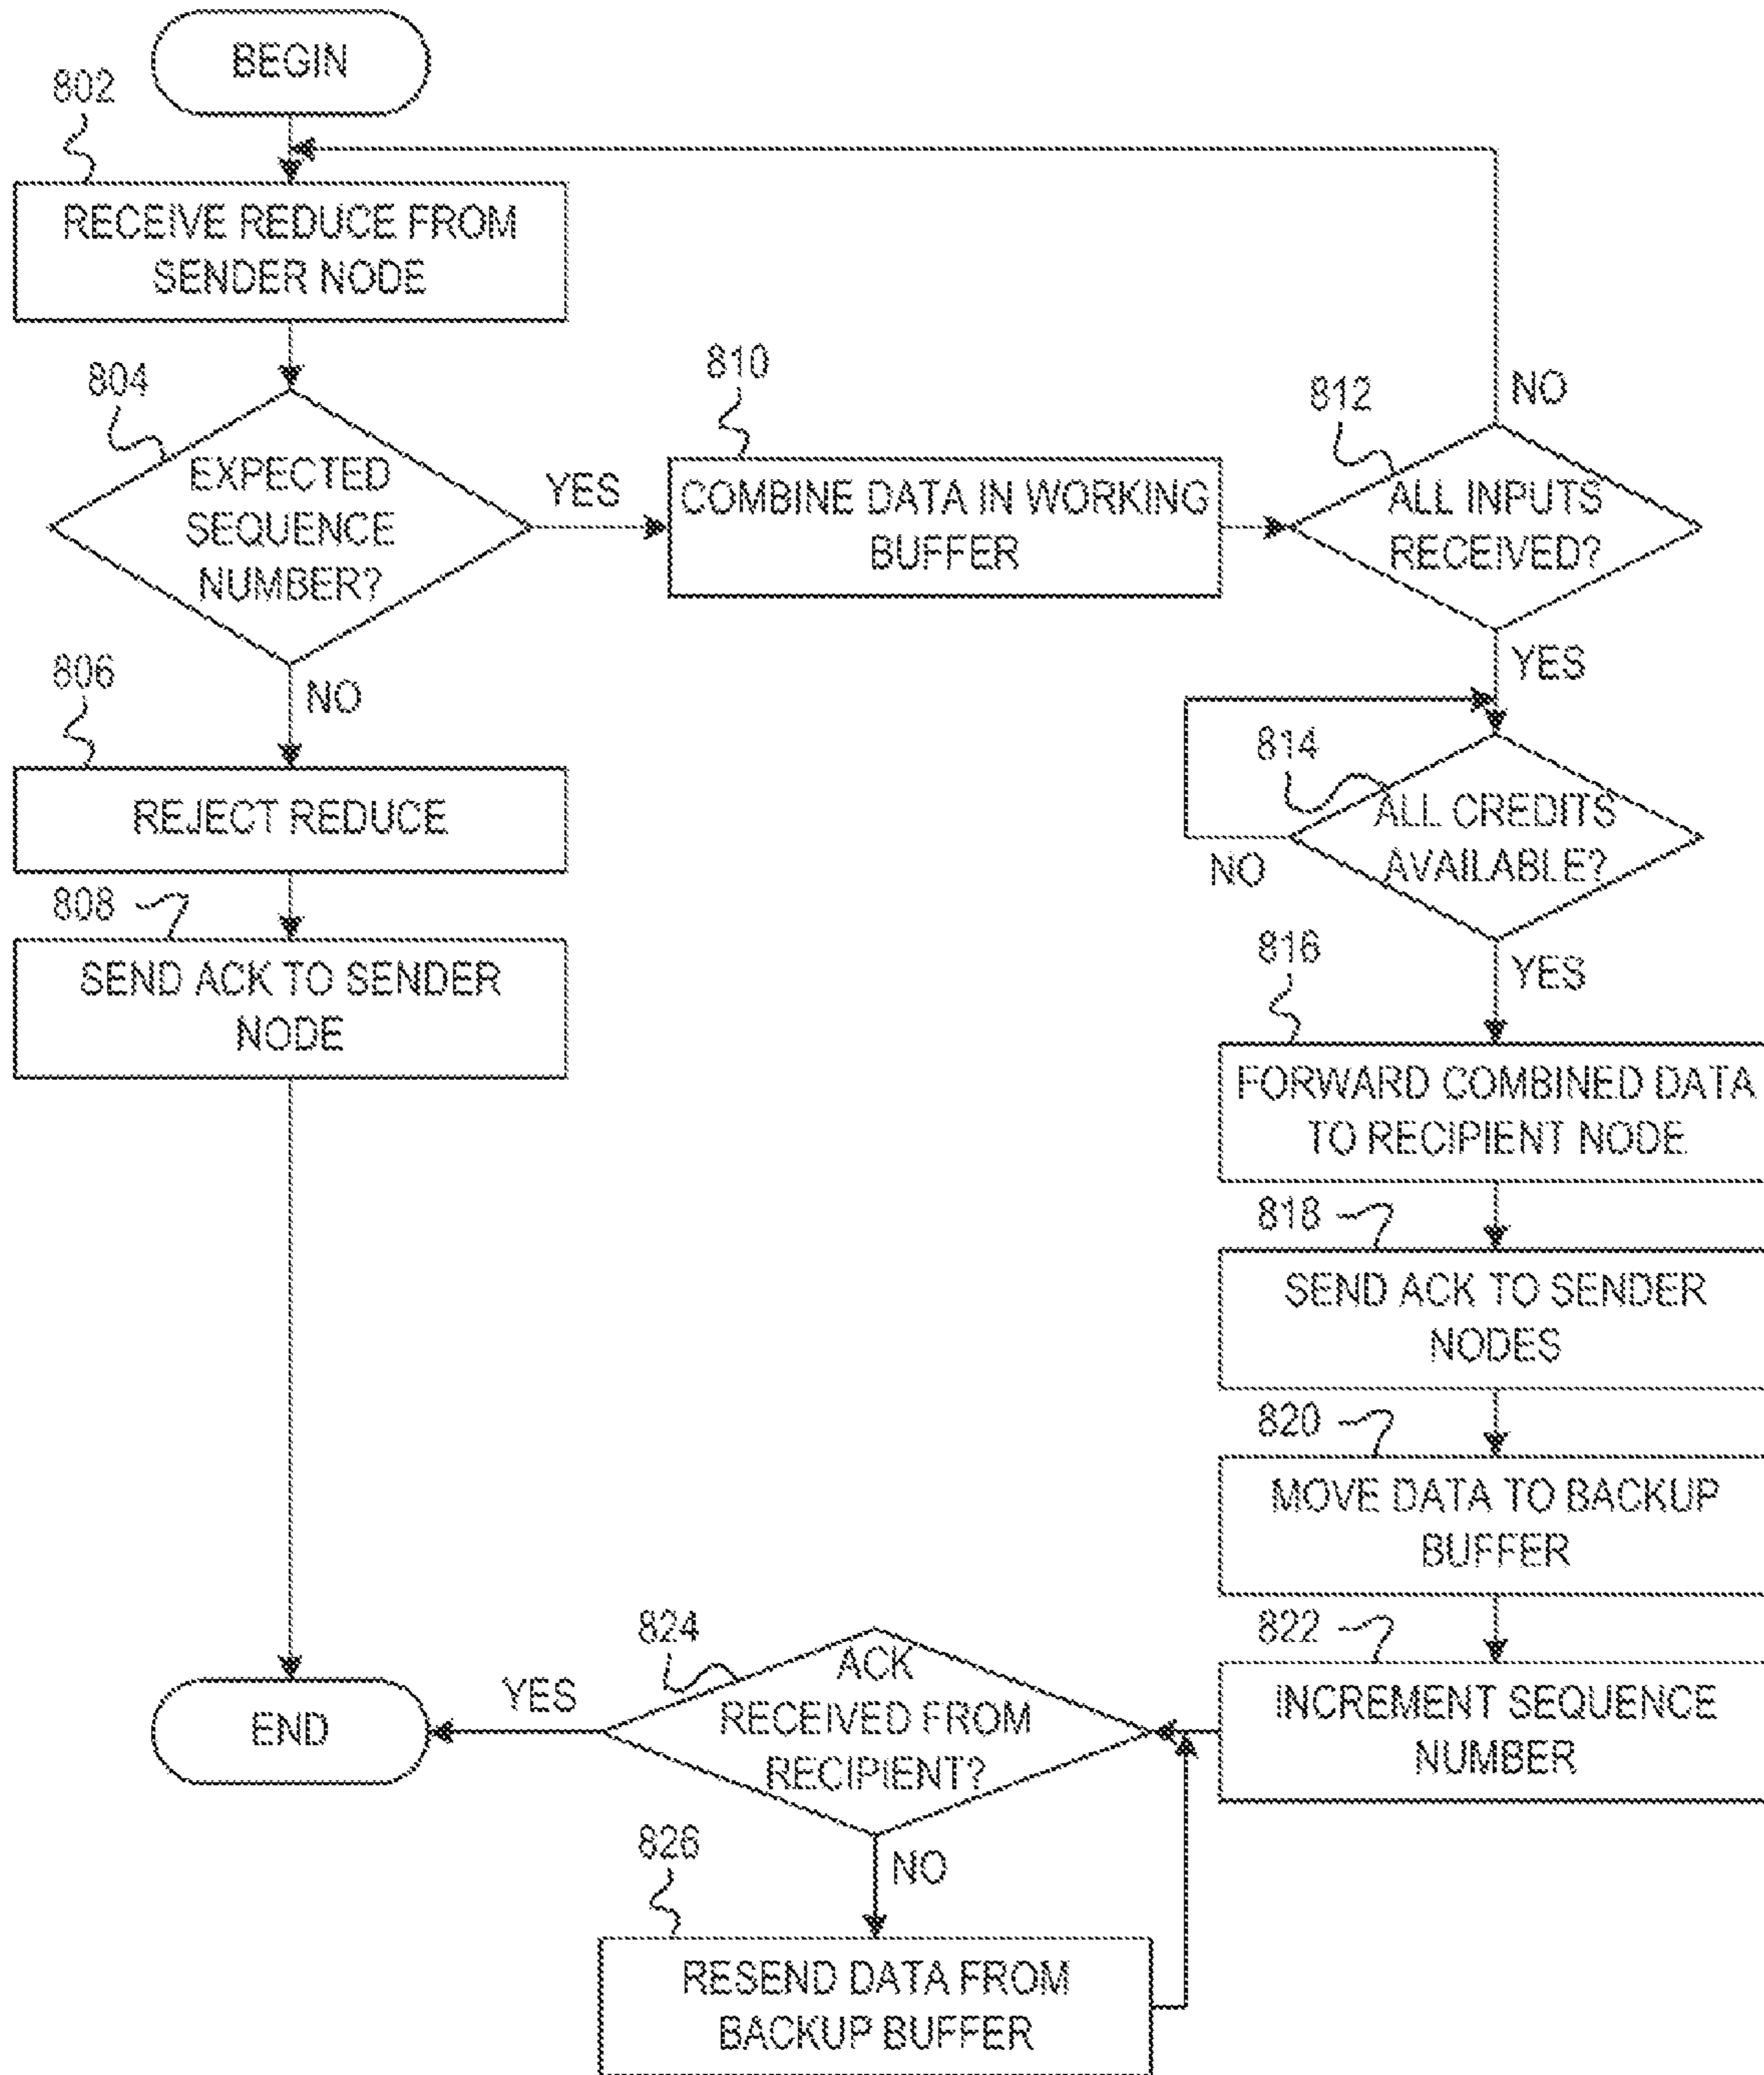 BEGIN
802
RECEIVE REDUCE FROM
SENDER NODE
804
EXPECTED
SEQUENCE
NUMBER?
YES
NO
810
COMBINE DATA IN WORKING
BUFFER
812
ALL INPUTS
RECEIVED?
NO
YES
806
REJECT REDUCE
808
SEND ACK TO SENDER
NODE
814
ALL CREDITS
AVAILABLE?
NO
YES
816
FORWARD COMBINED DATA
TO RECIPIENT NODE
818
SEND ACK TO SENDER
NODES
820
MOVE DATA TO BACKUP
BUFFER
822
INCREMENT SEQUENCE
NUMBER
824
ACK
RECEIVED FROM
RECIPIENT?
YES
NO
END
826
RESEND DATA FROM
BACKUP BUFFER